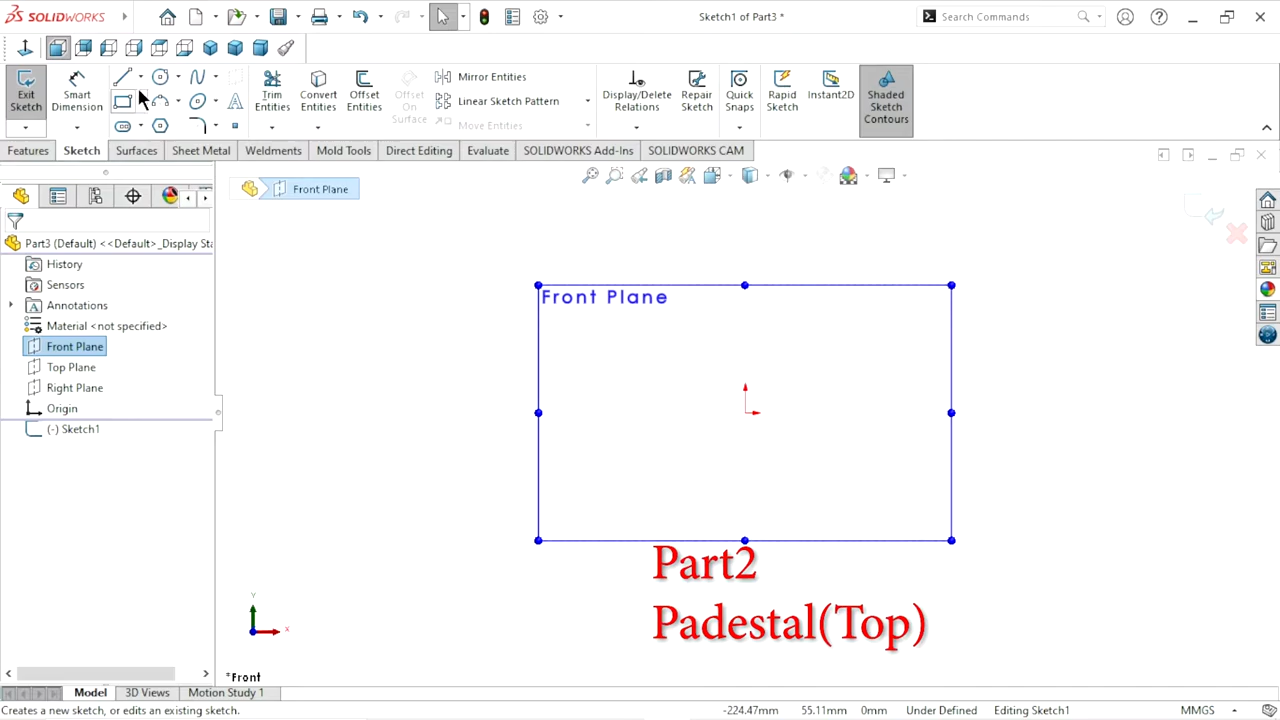 SOLIDWORKS
Sketch1 of Part3 *
Search Commands
Exit Sketch
Smart Dimension
Trim Entities
Convert Entities
Offset Entities
Offset On Surface
Mirror Entities
Linear Sketch Pattern
Move Entities
Display/Delete Relations
Repair Sketch
Quick Snaps
Rapid Sketch
Instant2D
Shaded Sketch Contours
Features
Sketch
Surfaces
Sheet Metal
Weldments
Mold Tools
Direct Editing
Evaluate
SOLIDWORKS Add-Ins
SOLIDWORKS CAM
Front Plane
Part3 (Default) <<Default>_Display Sta
History
Sensors
Annotations
Material <not specified>
Front Plane
Top Plane
Right Plane
Origin
(-) Sketch1
Front Plane
Part2
Padestal(Top)
Y
X
*Front
Model
3D Views
Motion Study 1
Creates a new sketch, or edits an existing sketch.
-224.47mm
55.11mm
0mm
Under Defined
Editing Sketch1
MMGS